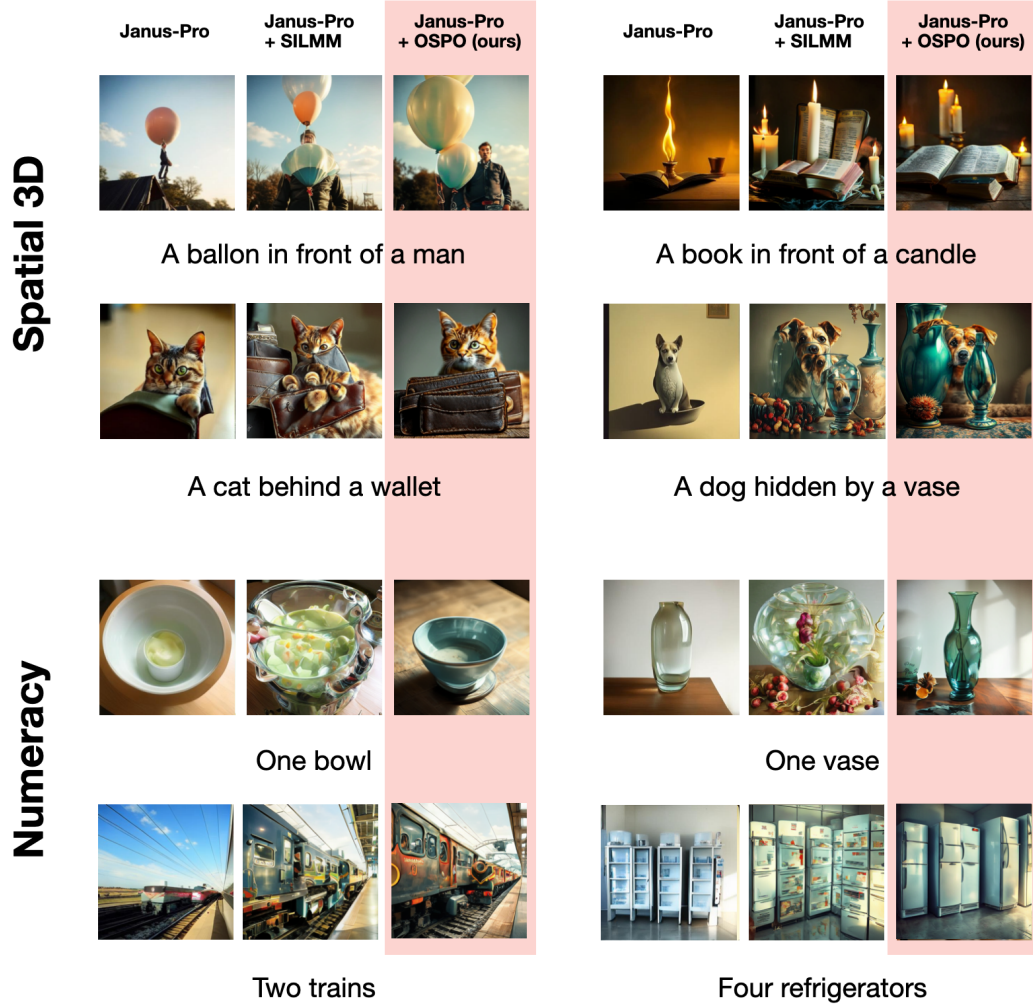 Janus-Pro
Janus-Pro
+ SILMM
Janus-Pro
+ OSPO (ours)
Janus-Pro
Janus-Pro
+ SILMM
Janus-Pro
+ OSPO (ours)
Spatial 3D
A ballon in front of a man
A book in front of a candle
A cat behind a wallet
A dog hidden by a vase
Numeracy
One bowl
One vase
Two trains
Four refrigerators